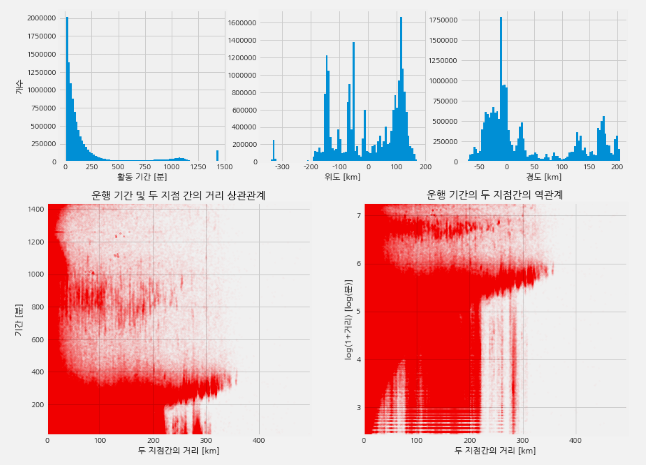 2000000
1750000
1500000
1250000
1000000
750000
500000
250000
0
개수
0 250 500 750 1000 1250 1500
활동 기간 [분]
1600000
1400000
1200000
1000000
800000
600000
400000
200000
0
-300 -200 -100 0 100 200
위도 [km]
1750000
1500000
1250000
1000000
750000
500000
250000
0
-50 0 50 100 150 200
경도 [km]
운행 기간 및 두 지점 간의 거리 상관관계
1400
1200
1000
800
600
400
200
기간 [분]
0 100 200 300 400
두 지점간의 거리 [km]
운행 기간의 두 지점간의 역관계
7
6
5
4
3
log(1+거리) [log(분)]
0 100 200 300 400
두 지점간의 거리 [km]